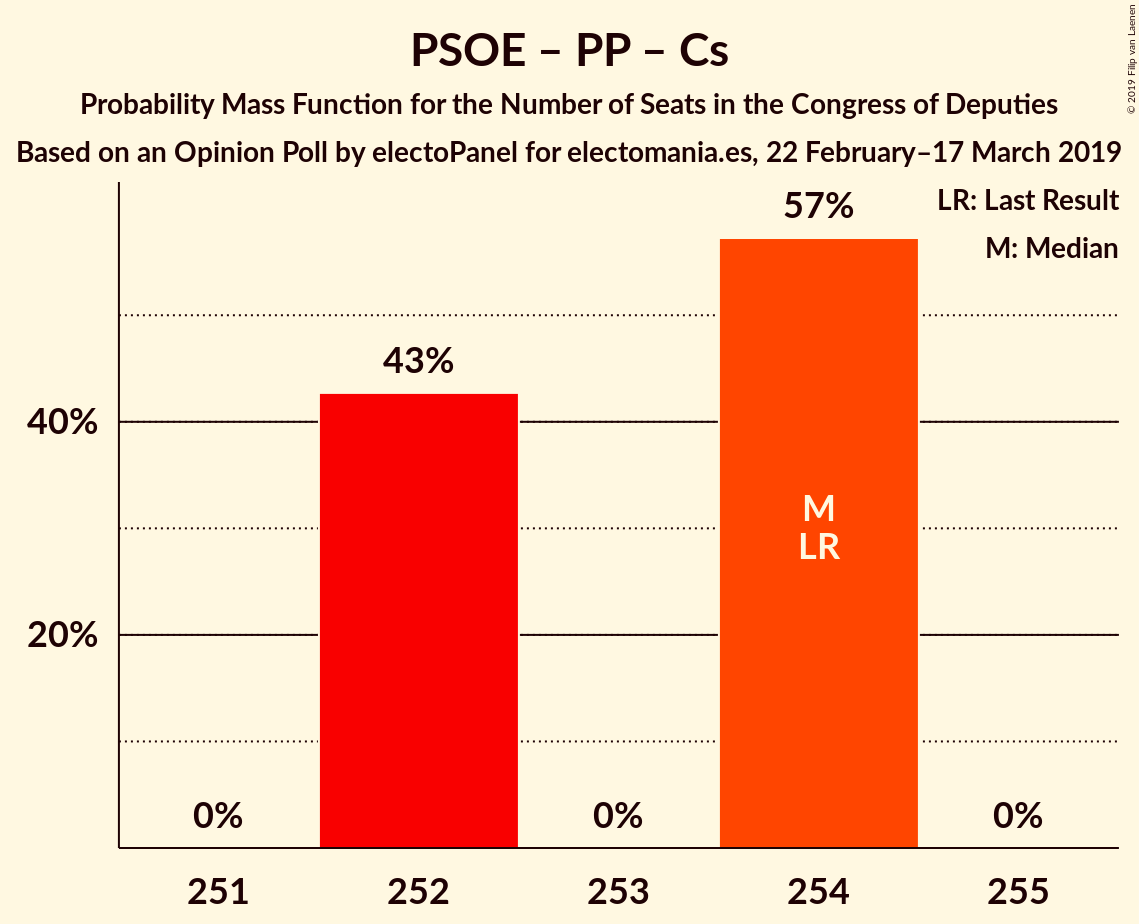 PSOE – PP – Cs
Probability Mass Function for the Number of Seats in the Congress of Deputies
Based on an Opinion Poll by electoPanel for electomania.es, 22 February–17 March 2019
© 2019 Filip van Laenen
LR: Last Result
M: Median
57%
43%
40%
M
LR
20%
0%
0%
0%
251
252
253
254
255